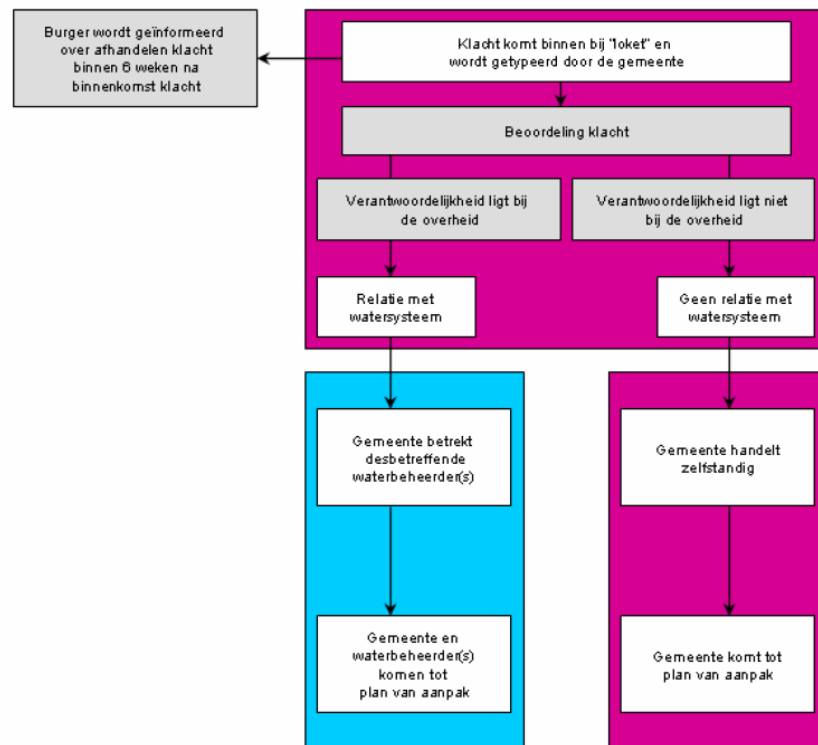 Burger wordt geïnformeerd
over afhandelen klacht
binnen 6 weken na
binnenkomst klacht
Klacht komt binnen bij "loket" en
wordt getypeerd door de gemeente
Beoordeling klacht
Verantwoordelijkheid ligt bij
de overheid
Verantwoordelijkheid ligt niet
bij de overheid
Relatie met
watersysteem
Geen relatie met
watersysteem
Gemeente betrekt
desbetreffende
waterbeheerder(s)
Gemeente handelt
zelfstandig
Gemeente en
waterbeheerder(s)
komen tot
plan van aanpak
Gemeente komt tot
plan van aanpak